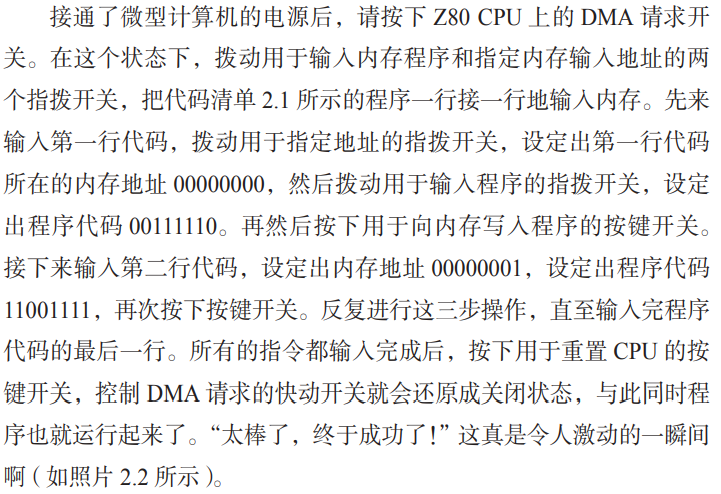 接通了微型计算机的电源后，请按下 Z80 CPU 上的 DMA 请求开
关。在这个状态下，拨动用于输入内存程序和指定内存输入地址的两
个指拨开关，把代码清单 2.1 所示的程序一行接一行地输入内存。先来
输入第一行代码，拨动用于指定地址的指拨开关，设定出第一行代码
所在的内存地址 00000000，然后拨动用于输入程序的指拨开关，设定
出程序代码 00111110。再然后按下用于向内存写入程序的按键开关。
接下来输入第二行代码，设定出内存地址 00000001，设定出程序代码
11001111，再次按下按键开关。反复进行这三步操作，直至输入完程序
代码的最后一行。所有的指令都输入完成后，按下用于重置 CPU 的按
键开关，控制 DMA 请求的快动开关就会还原成关闭状态，与此同时程
序也就运行起来了。“太棒了，终于成功了！”这真是令人激动的一瞬间
啊（如照片 2.2 所示）。